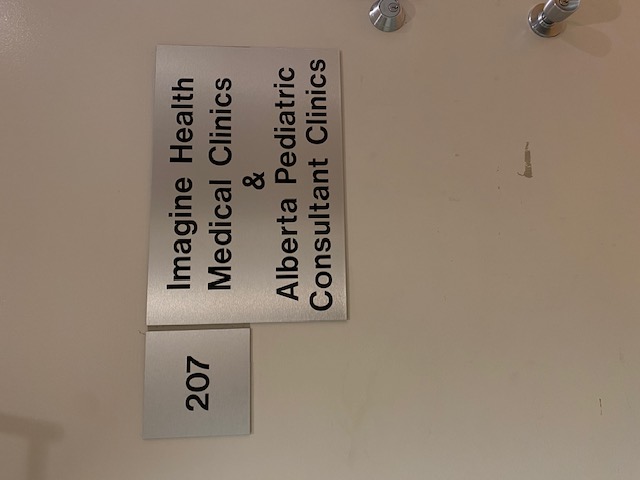 207
Imagine Health
Medical Clinics
&
Alberta Pediatric
Consultant Clinics